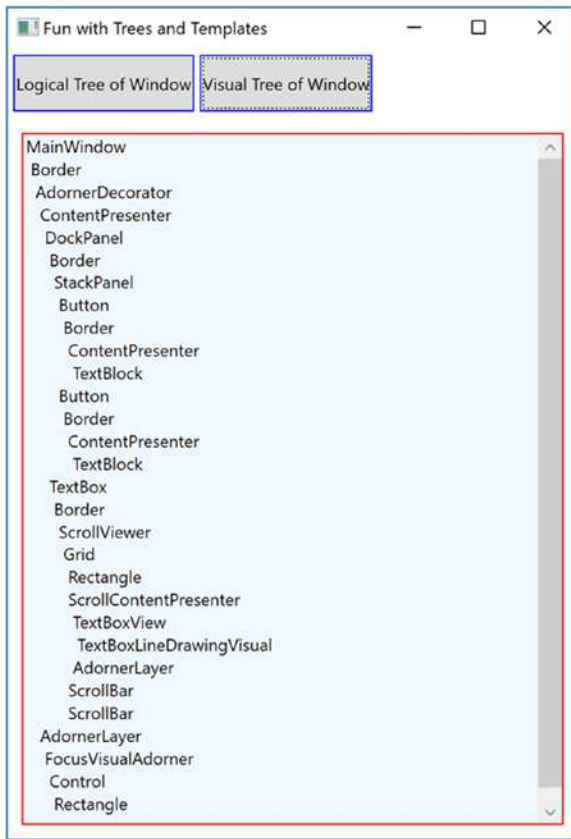 Fun with Trees and Templates
Logical Tree of Window Visual Tree of Window
MainWindow
Border
AdornerDecorator
ContentPresenter
DockPanel
Border
StackPanel
Button
Border
ContentPresenter
TextBlock
Button
Border
ContentPresenter
TextBlock
TextBox
Border
ScrollViewer
Grid
Rectangle
ScrollContentPresenter
TextBoxView
TextBoxLineDrawingVisual
AdornerLayer
ScrollBar
ScrollBar
AdornerLayer
FocusVisualAdorner
Control
Rectangle